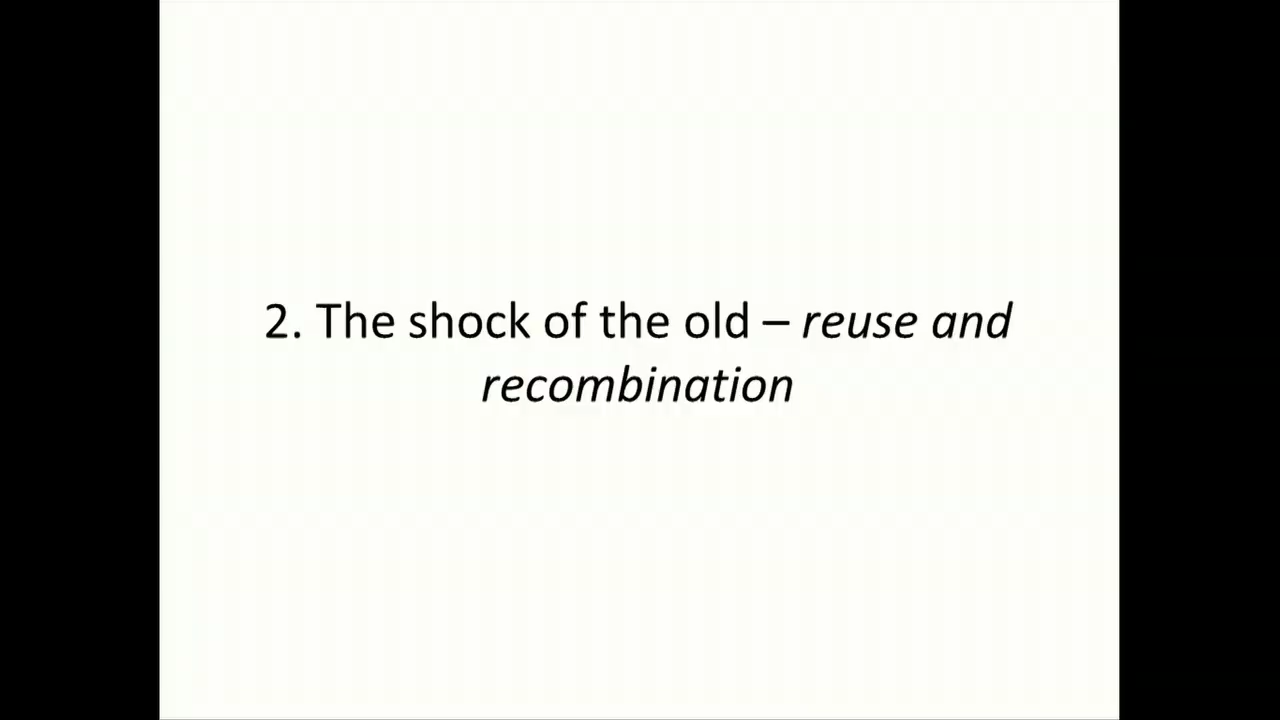 2. The shock of the old – reuse and
recombination